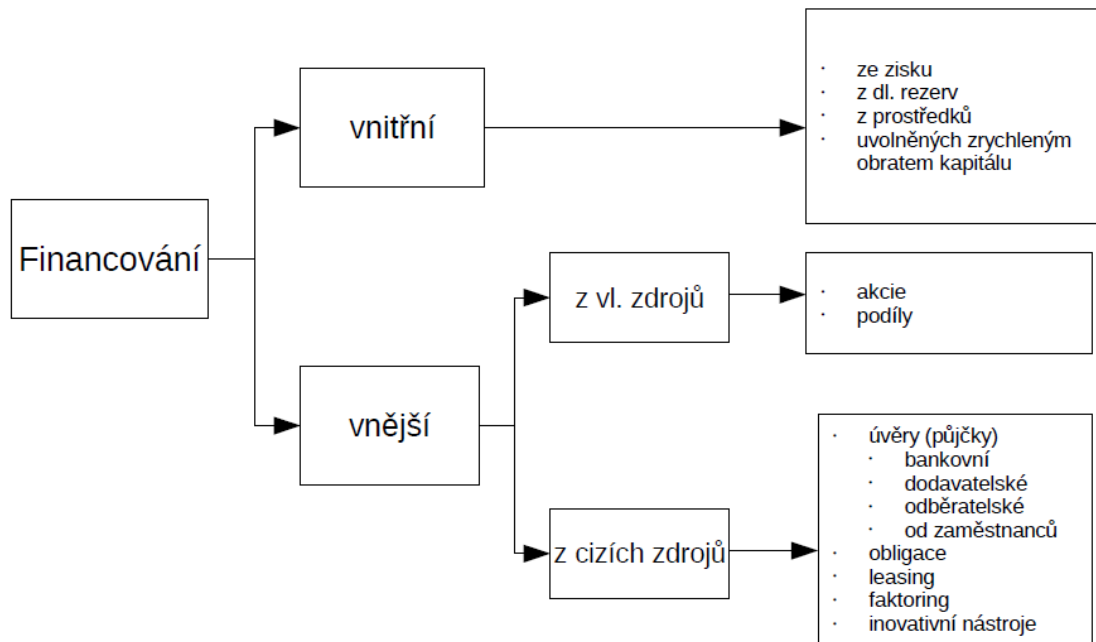 Financování
vnitřní
· ze zisku
· z dl. rezerv
· z prostředků
· uvolněných zrychleným
obratem kapitálu
vnější
z vl. zdrojů
· akcie
· podíly
z cizích zdrojů
· úvěry (půjčky)
· bankovní
· dodavatelské
· odběratelské
· od zaměstnanců
· obligace
· leasing
· faktoring
· inovativní nástroje